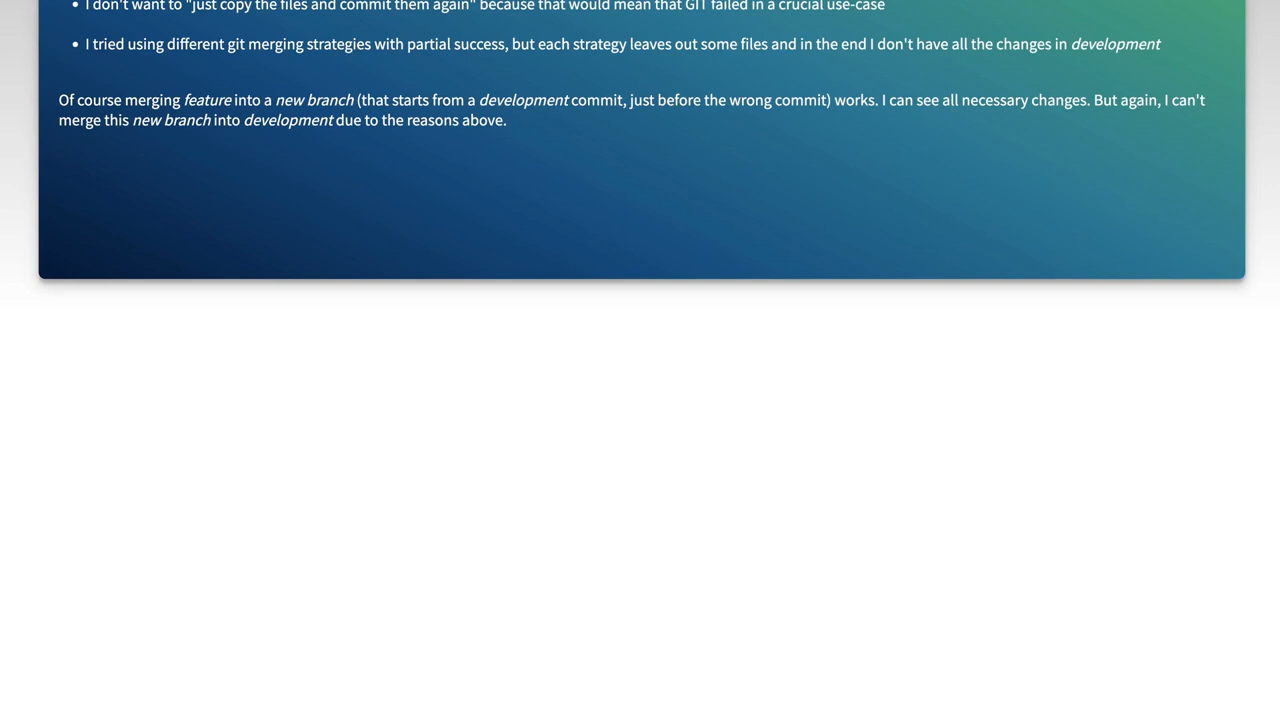 • I don't want to "just copy the files and commit them again" because that would mean that GIT failed in a crucial use-case
• I tried using different git merging strategies with partial success, but each strategy leaves out some files and in the end I don't have all the changes in development
Of course merging feature into a new branch (that starts from a development commit, just before the wrong commit) works. I can see all necessary changes. But again, I can't
merge this new branch into development due to the reasons above.